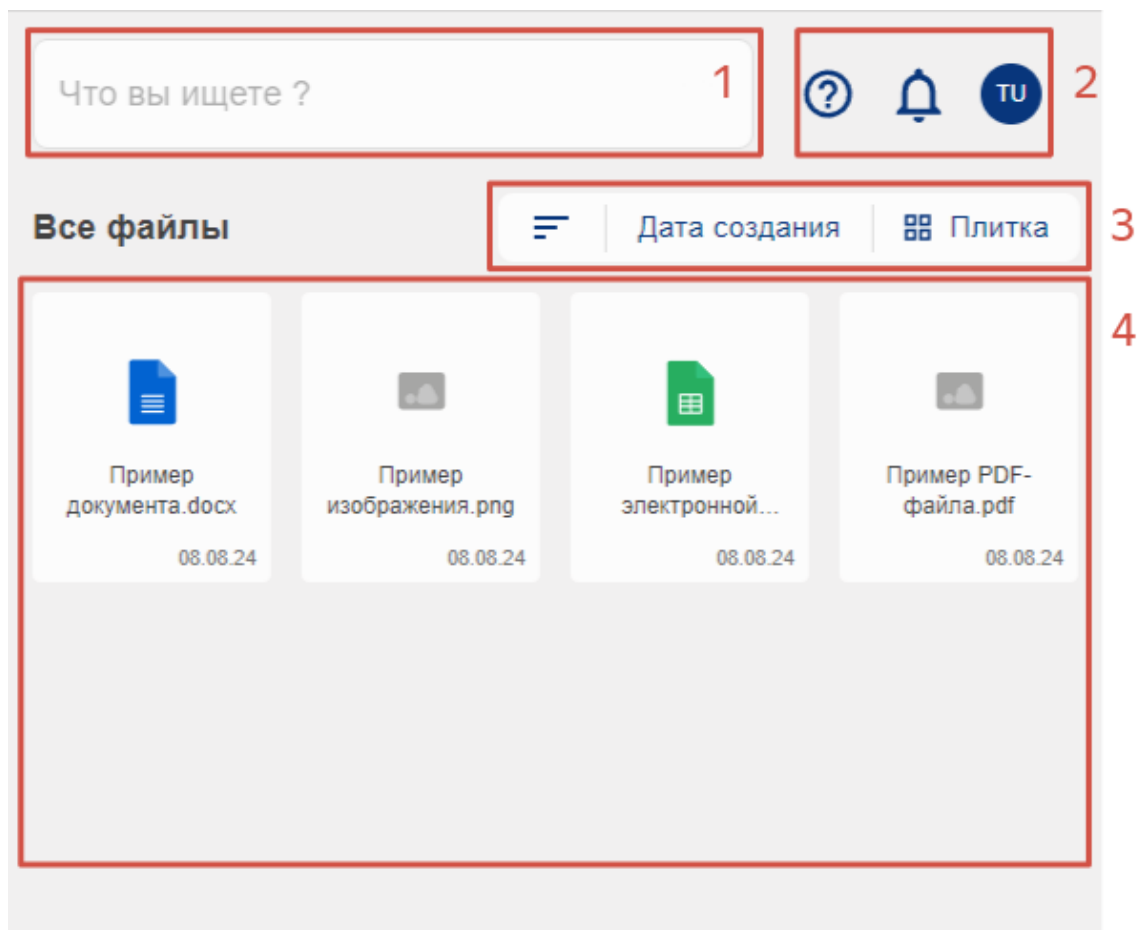 Что вы ищете ?
1
TU
2
Все файлы
Дата создания
Плитка
3
4
Пример
документа.docx
08.08.24
Пример
изображения.png
08.08.24
Пример
электронной...
08.08.24
Пример PDF-
файла.pdf
08.08.24